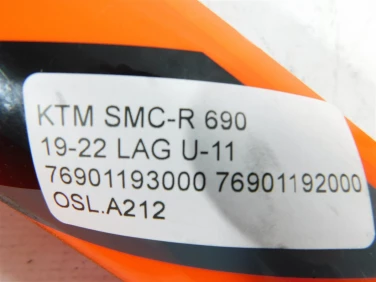 KTM SMC-R 690
19-22 LAG U-11
76901193000 76901192000
OSL.A212